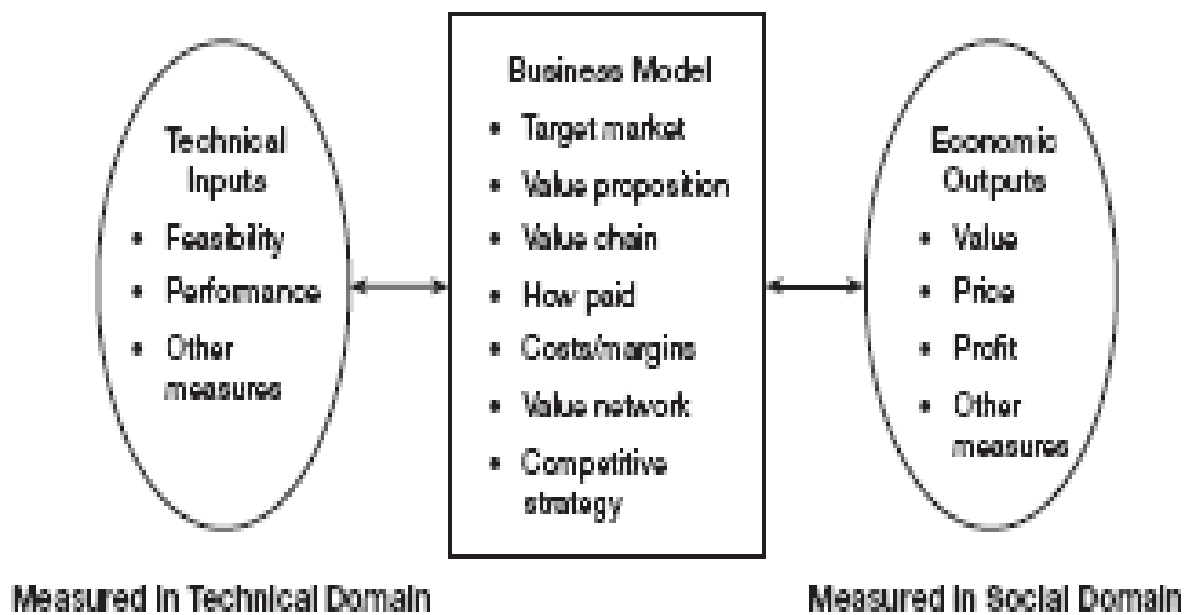 Technical
Inputs
• Feasibility
• Performance
• Other
measures
Business Model
• Target market
• Value proposition
• Value chain
• How paid
• Costs/margins
• Value network
• Competitive
strategy
Economic
Outputs
• Value
• Price
• Profit
• Other
measures
Measured in Technical Domain
Measured in Social Domain